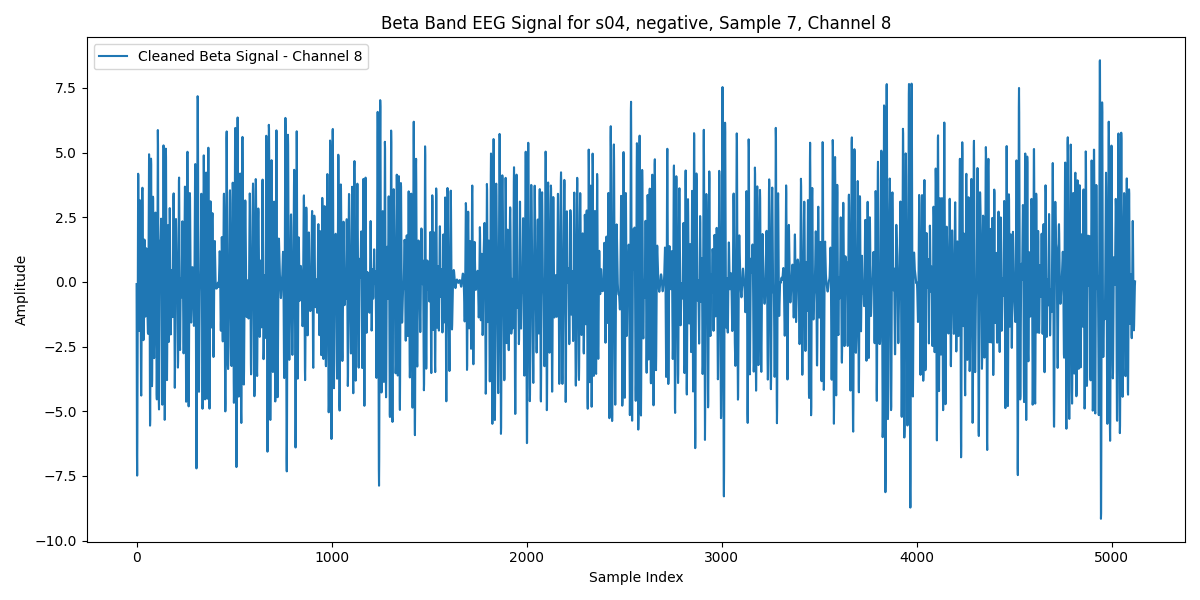 Beta Band EEG Signal for s04, negative, Sample 7, Channel 8
Cleaned Beta Signal - Channel 8
7.5
5.0
2.5
0.0
−2.5
−5.0
−7.5
−10.0
Amplitude
0 1000 2000 3000 4000 5000
Sample Index